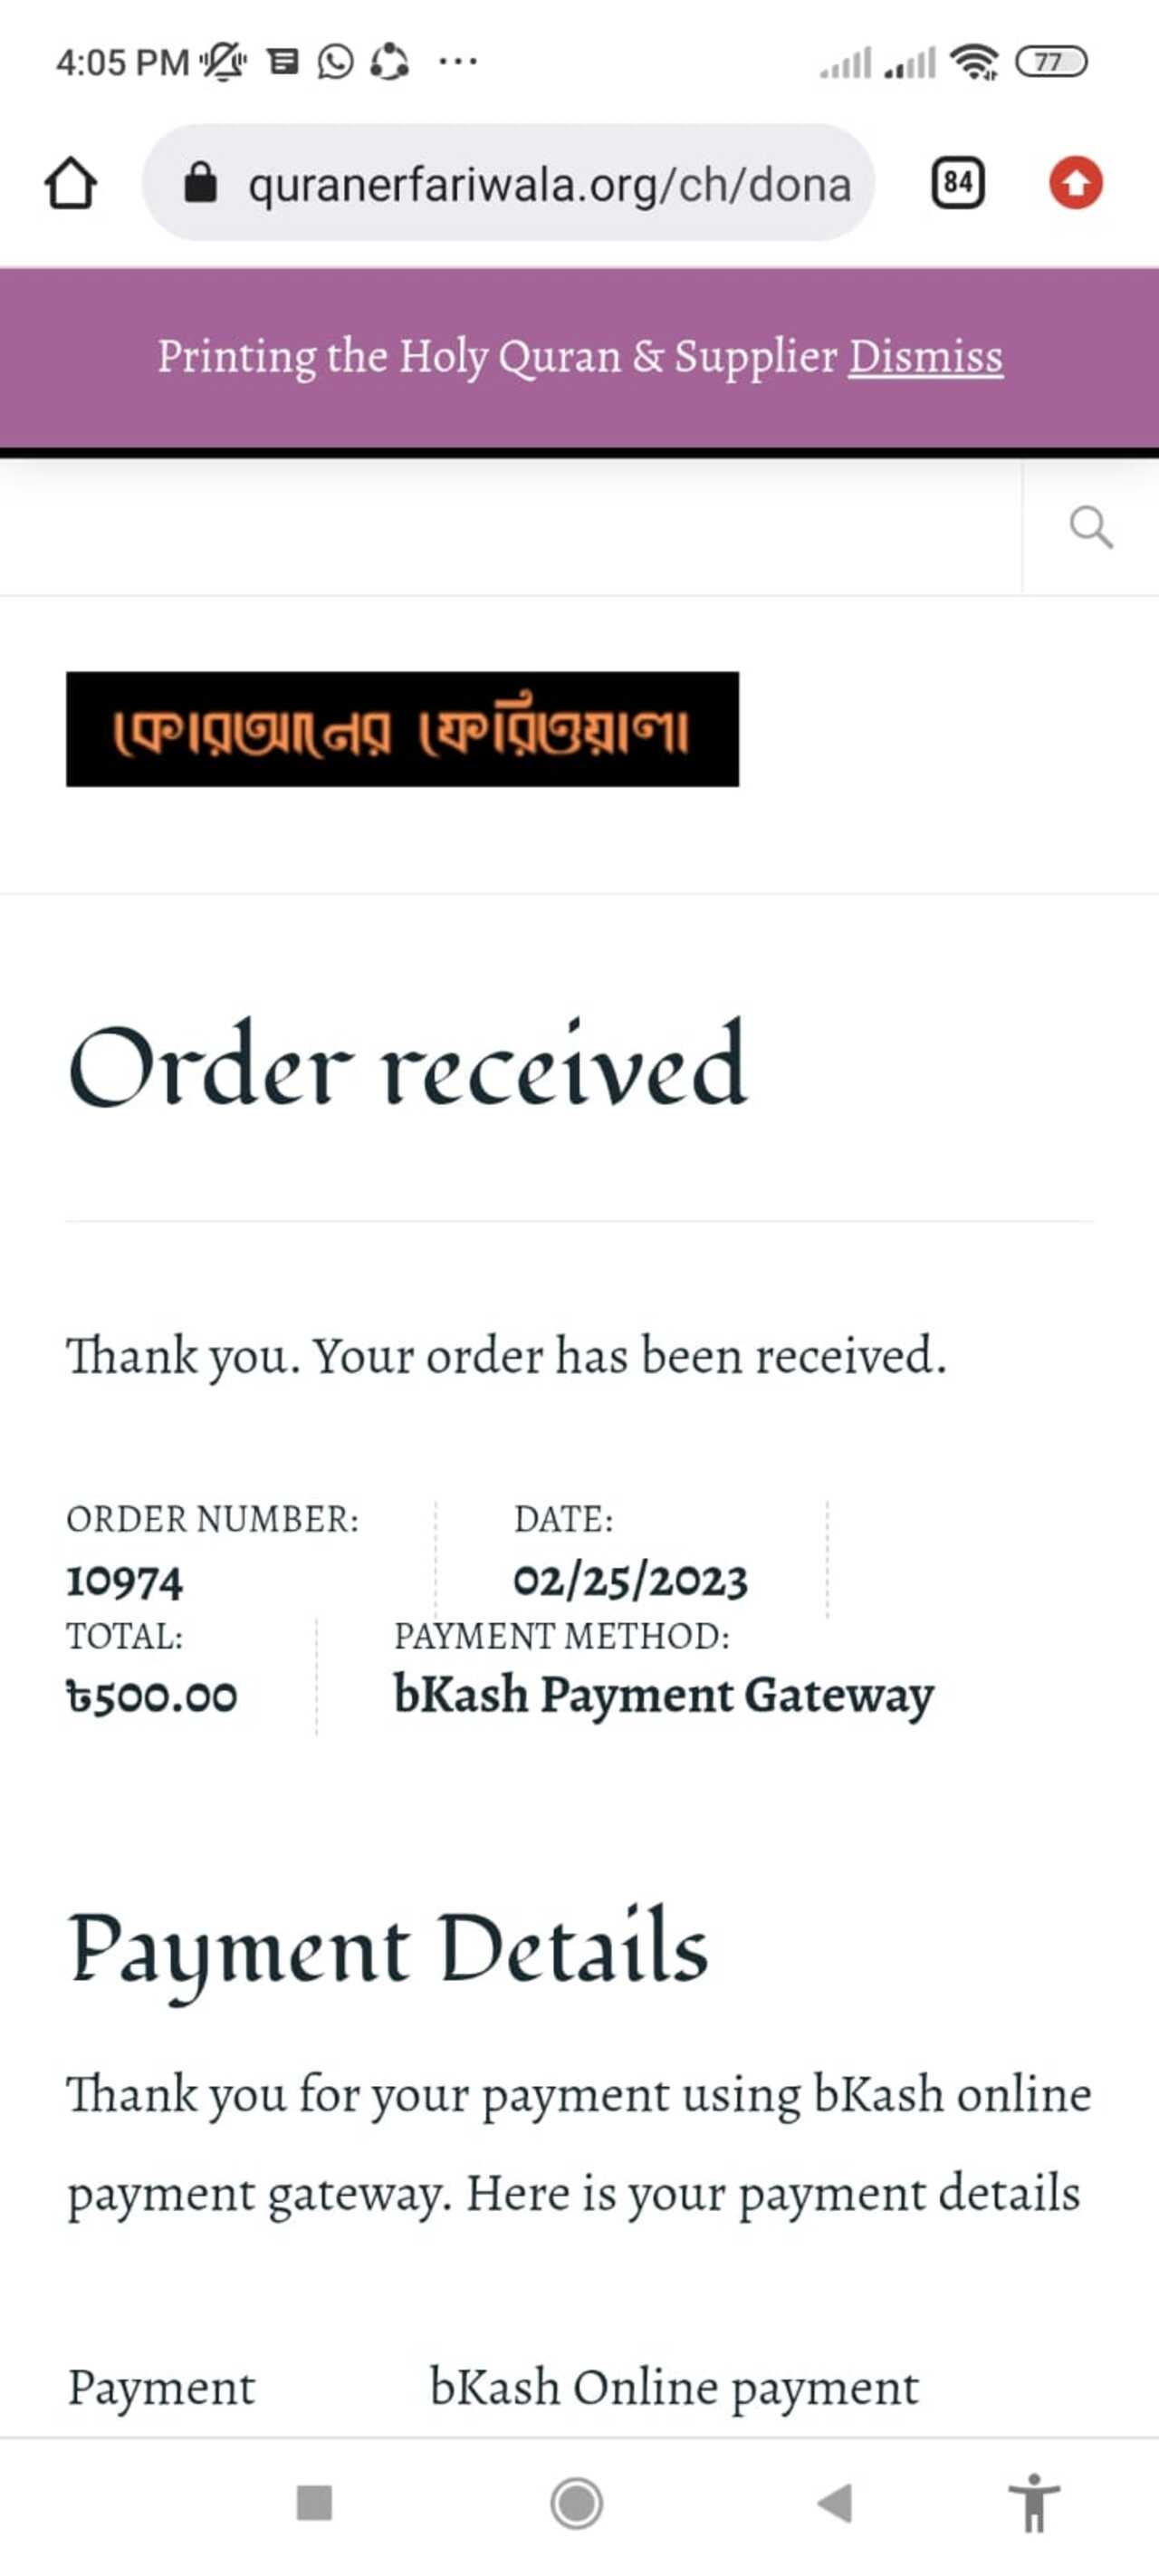 4:05 PM
77
quranerfariwala.org/ch/dona
84
Printing the Holy Quran & Supplier Dismiss
কোরআনের ফেরিওয়ালা
Order received
Thank you. Your order has been received.
ORDER NUMBER: DATE:
10974 02/25/2023
TOTAL: PAYMENT METHOD:
৳500.00 bKash Payment Gateway
Payment Details
Thank you for your payment using bKash online
payment gateway. Here is your payment details
Payment bKash Online payment